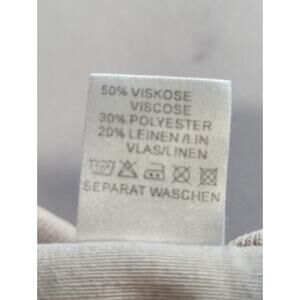 50% VISKOSE
VISCOSE
30% POLYESTER
20% LEINEN /LIN
VLAS/LINEN
SEPARAT WASCHEN